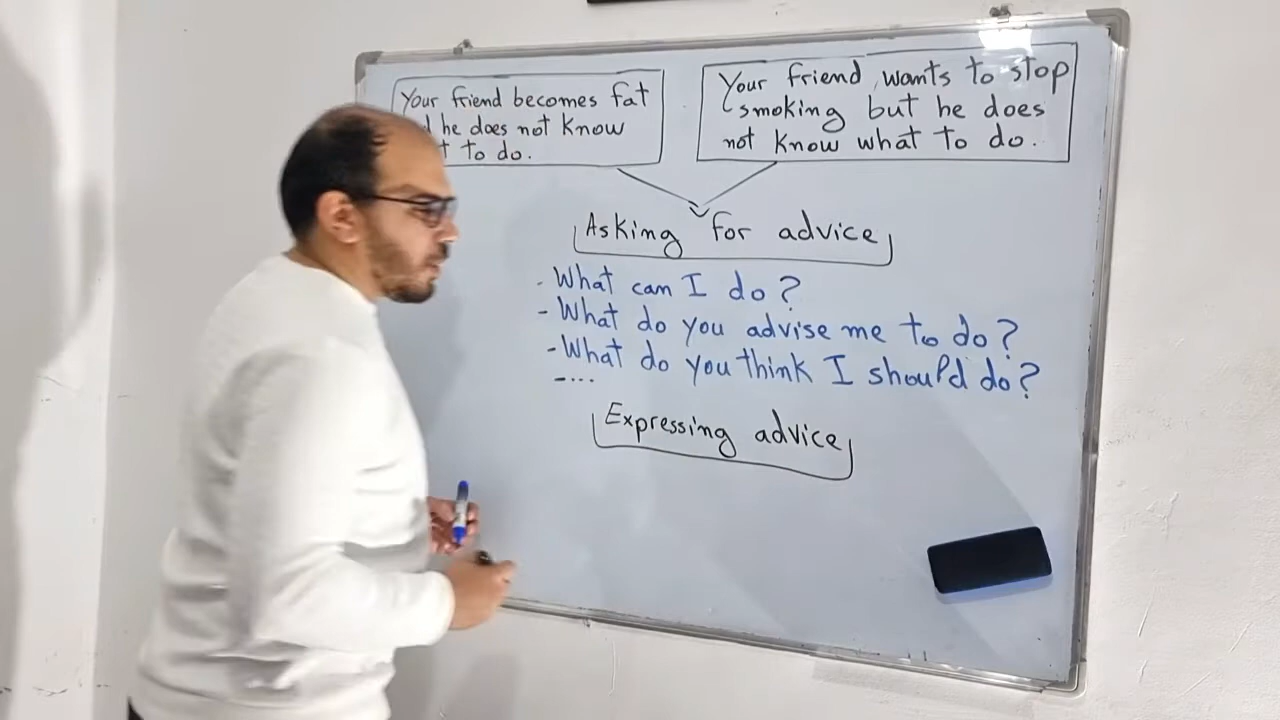 Your friend becomes fat
he does not know
to do.
Your friend wants to stop
smoking but he does
not know what to do.
Asking for advice
- What can I do?
- What do you advise me to do?
- What do you think I should do?
-....
Expressing advice